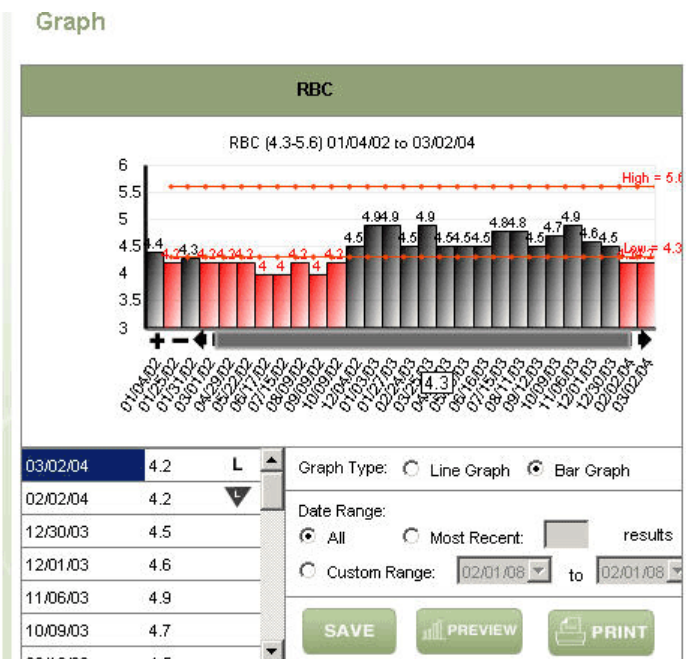 Graph
RBC
RBC (4.3-5.6) 01/04/02 to 03/02/04
6
High = 5.6
5.5
5
4.9 4.9 4.9 4.8 4.8 4.7 4.9
4.5
4.4 4.2 4.3 4.2 4.2 4.2 4 4 4.2 4 4.2 4.5 4.5 4.5 4.5 4.5 4.5 4.6 4.5
Low = 4.3
4
3.5
3
01/04/02 01/25/02 01/31/02 03/01/02 04/29/02 05/22/02 06/17/02 07/15/02 08/09/02 09/09/02 10/09/02 12/04/02 01/03/03 01/27/03 02/24/03 06/16/03 07/15/03 08/11/03 09/12/03 10/09/03 11/06/03 12/01/03 12/30/03 02/02/04 03/02/04
4.3
03/02/04 4.2 L
02/02/04 4.2 L
12/30/03 4.5
12/01/03 4.6
11/06/03 4.9
10/09/03 4.7
Graph Type: Line Graph Bar Graph
Date Range:
All Most Recent: results
Custom Range: 02/01/08 to 02/01/08
SAVE PREVIEW PRINT